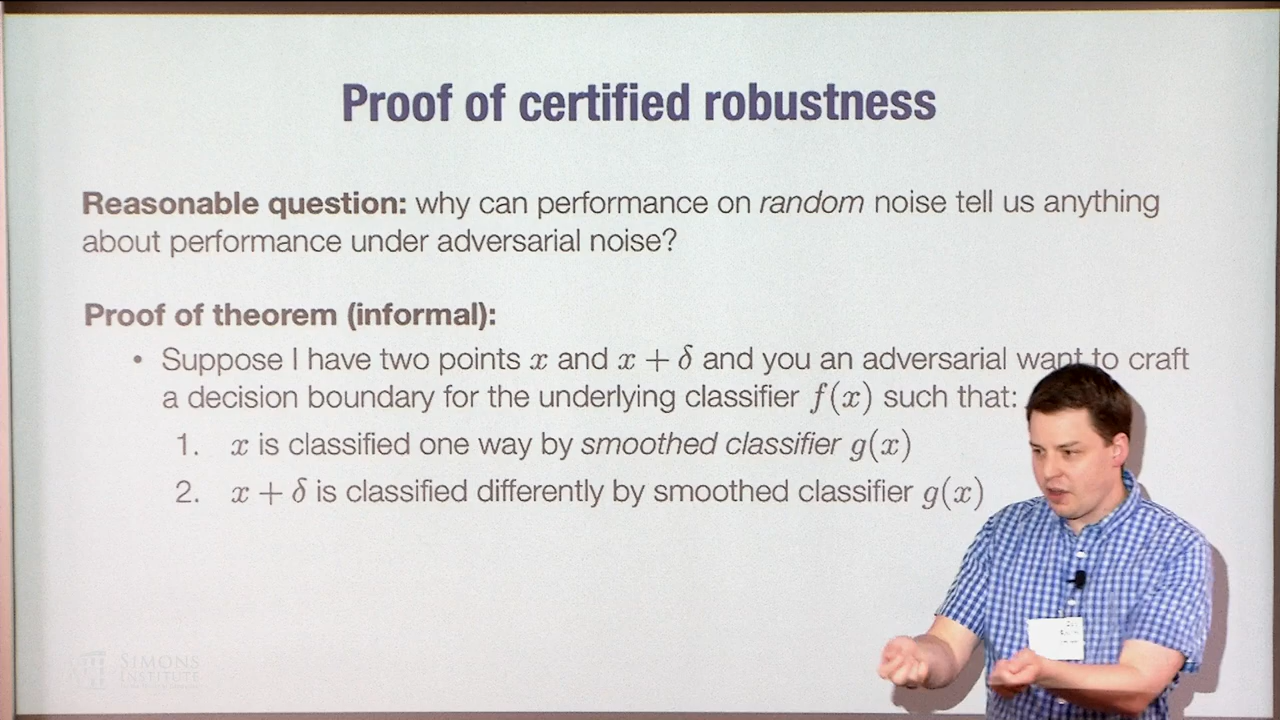 Proof of certified robustness
Reasonable question: why can performance on random noise tell us anything
about performance under adversarial noise?
Proof of theorem (informal):
• Suppose I have two points x and x + δ and you an adversarial want to craft
a decision boundary for the underlying classifier f(x) such that:
1. x is classified one way by smoothed classifier g(x)
2. x + δ is classified differently by smoothed classifier g(x)
SIMONS
INSTITUTE